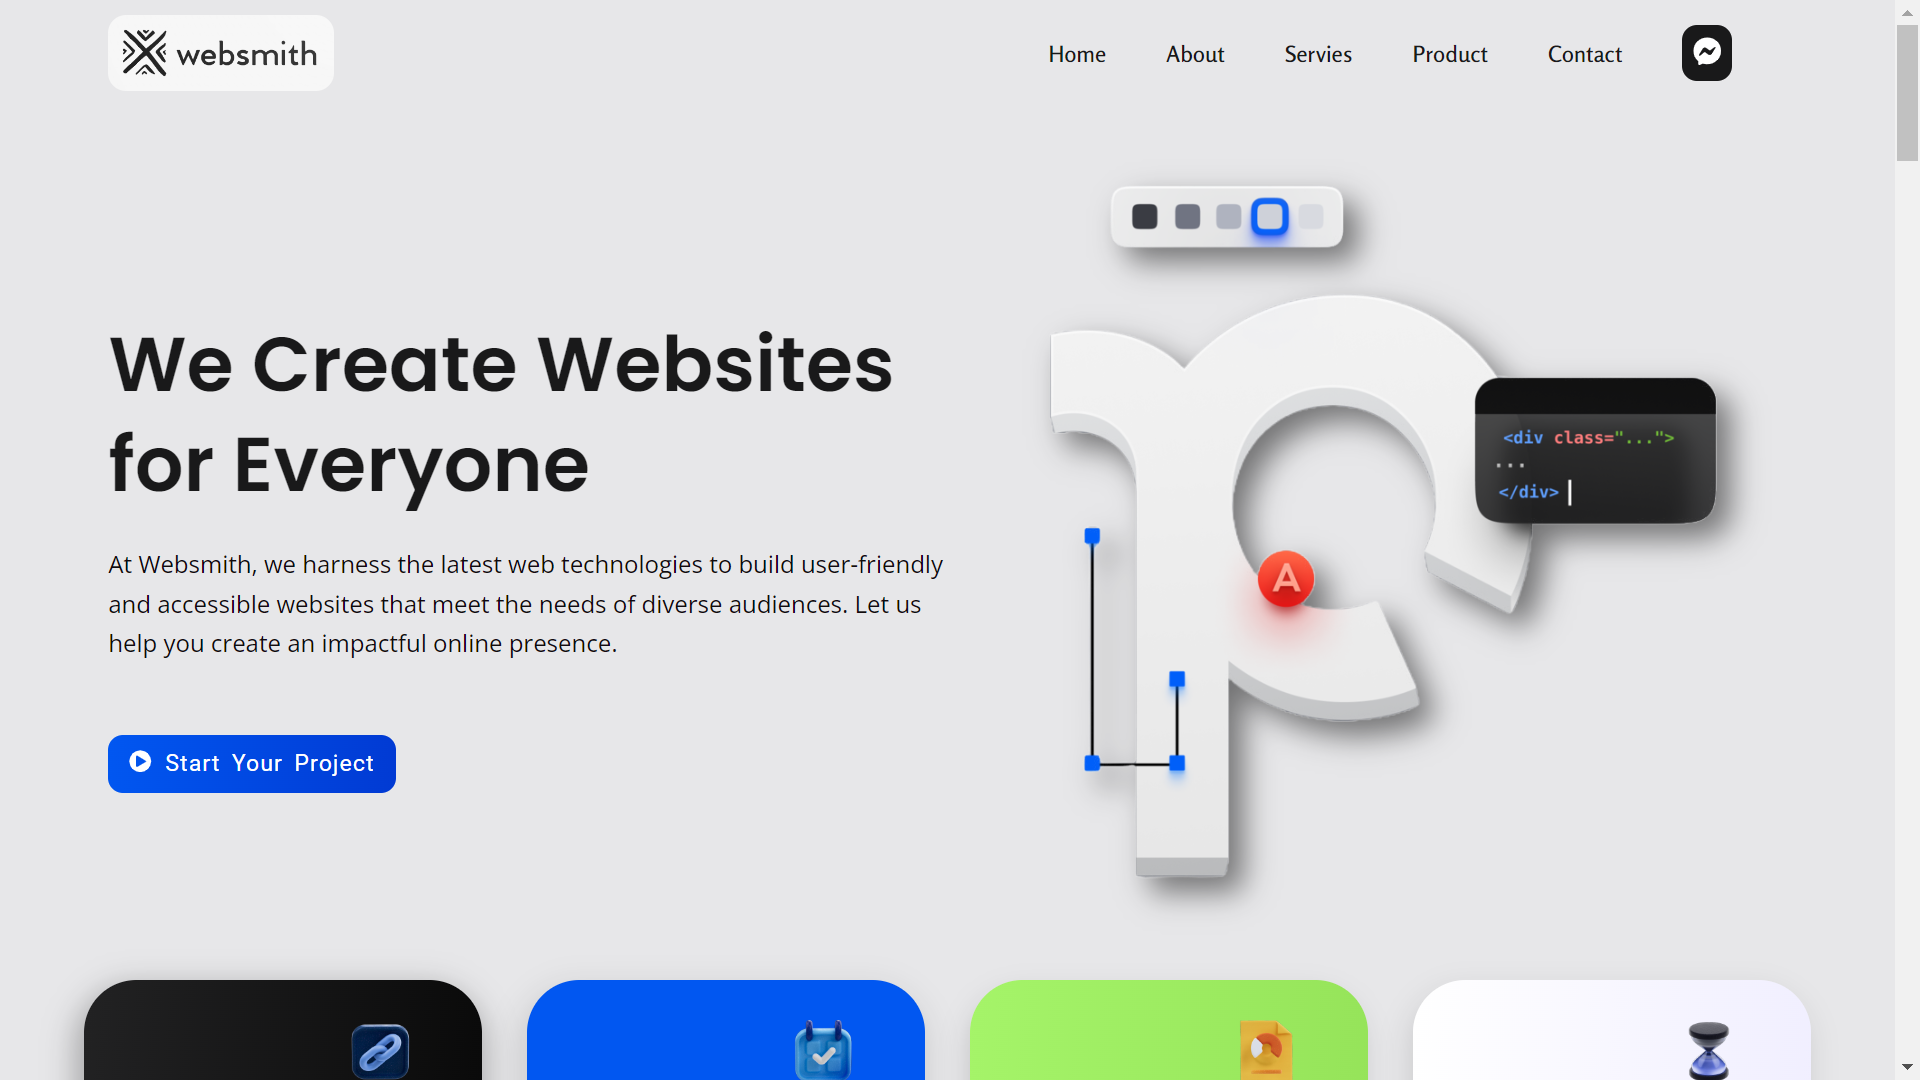 websmith
Home About Servies Product Contact
We Create Websites
for Everyone
<div class="...">
...
</div>
A
At Websmith, we harness the latest web technologies to build user-friendly
and accessible websites that meet the needs of diverse audiences. Let us
help you create an impactful online presence.
Start Your Project